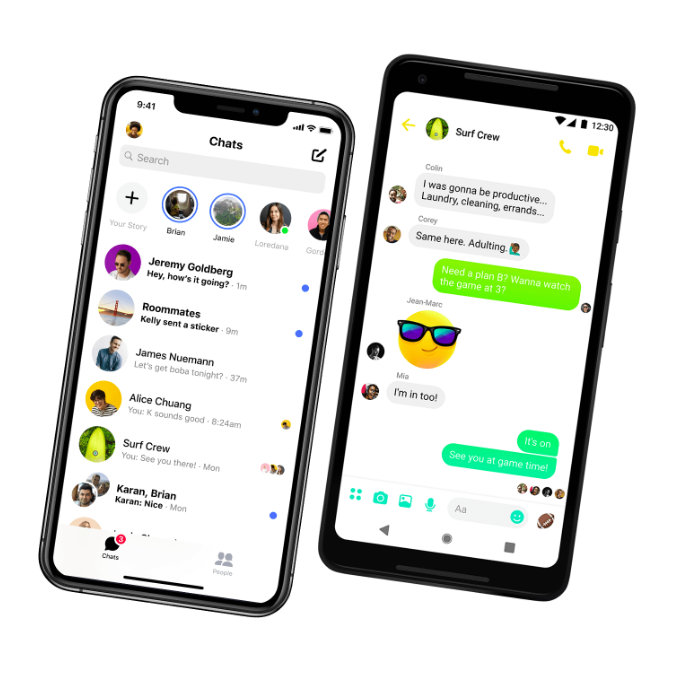 9:41
Chats
Search
Your Story
Brian
Jamie
Loredana
Jeremy Goldberg
Hey, how's it going? · 1m
Roommates
Kelly sent a sticker · 9m
James Nuemann
Let's get boba tonight? · 37m
Alice Chuang
You: K sounds good · 8:24am
Surf Crew
You: See you there! · Mon
Karan, Brian
Karan: Nice · Mon
3
Chats
People
12:30
Surf Crew
Colin
I was gonna be productive...
Laundry, cleaning, errands...
Corey
Same here. Adulting.
Need a plan B? Wanna watch
the game at 3?
Jean-Marc
Mia
I'm in too!
It's on
See you at game time!
Aa